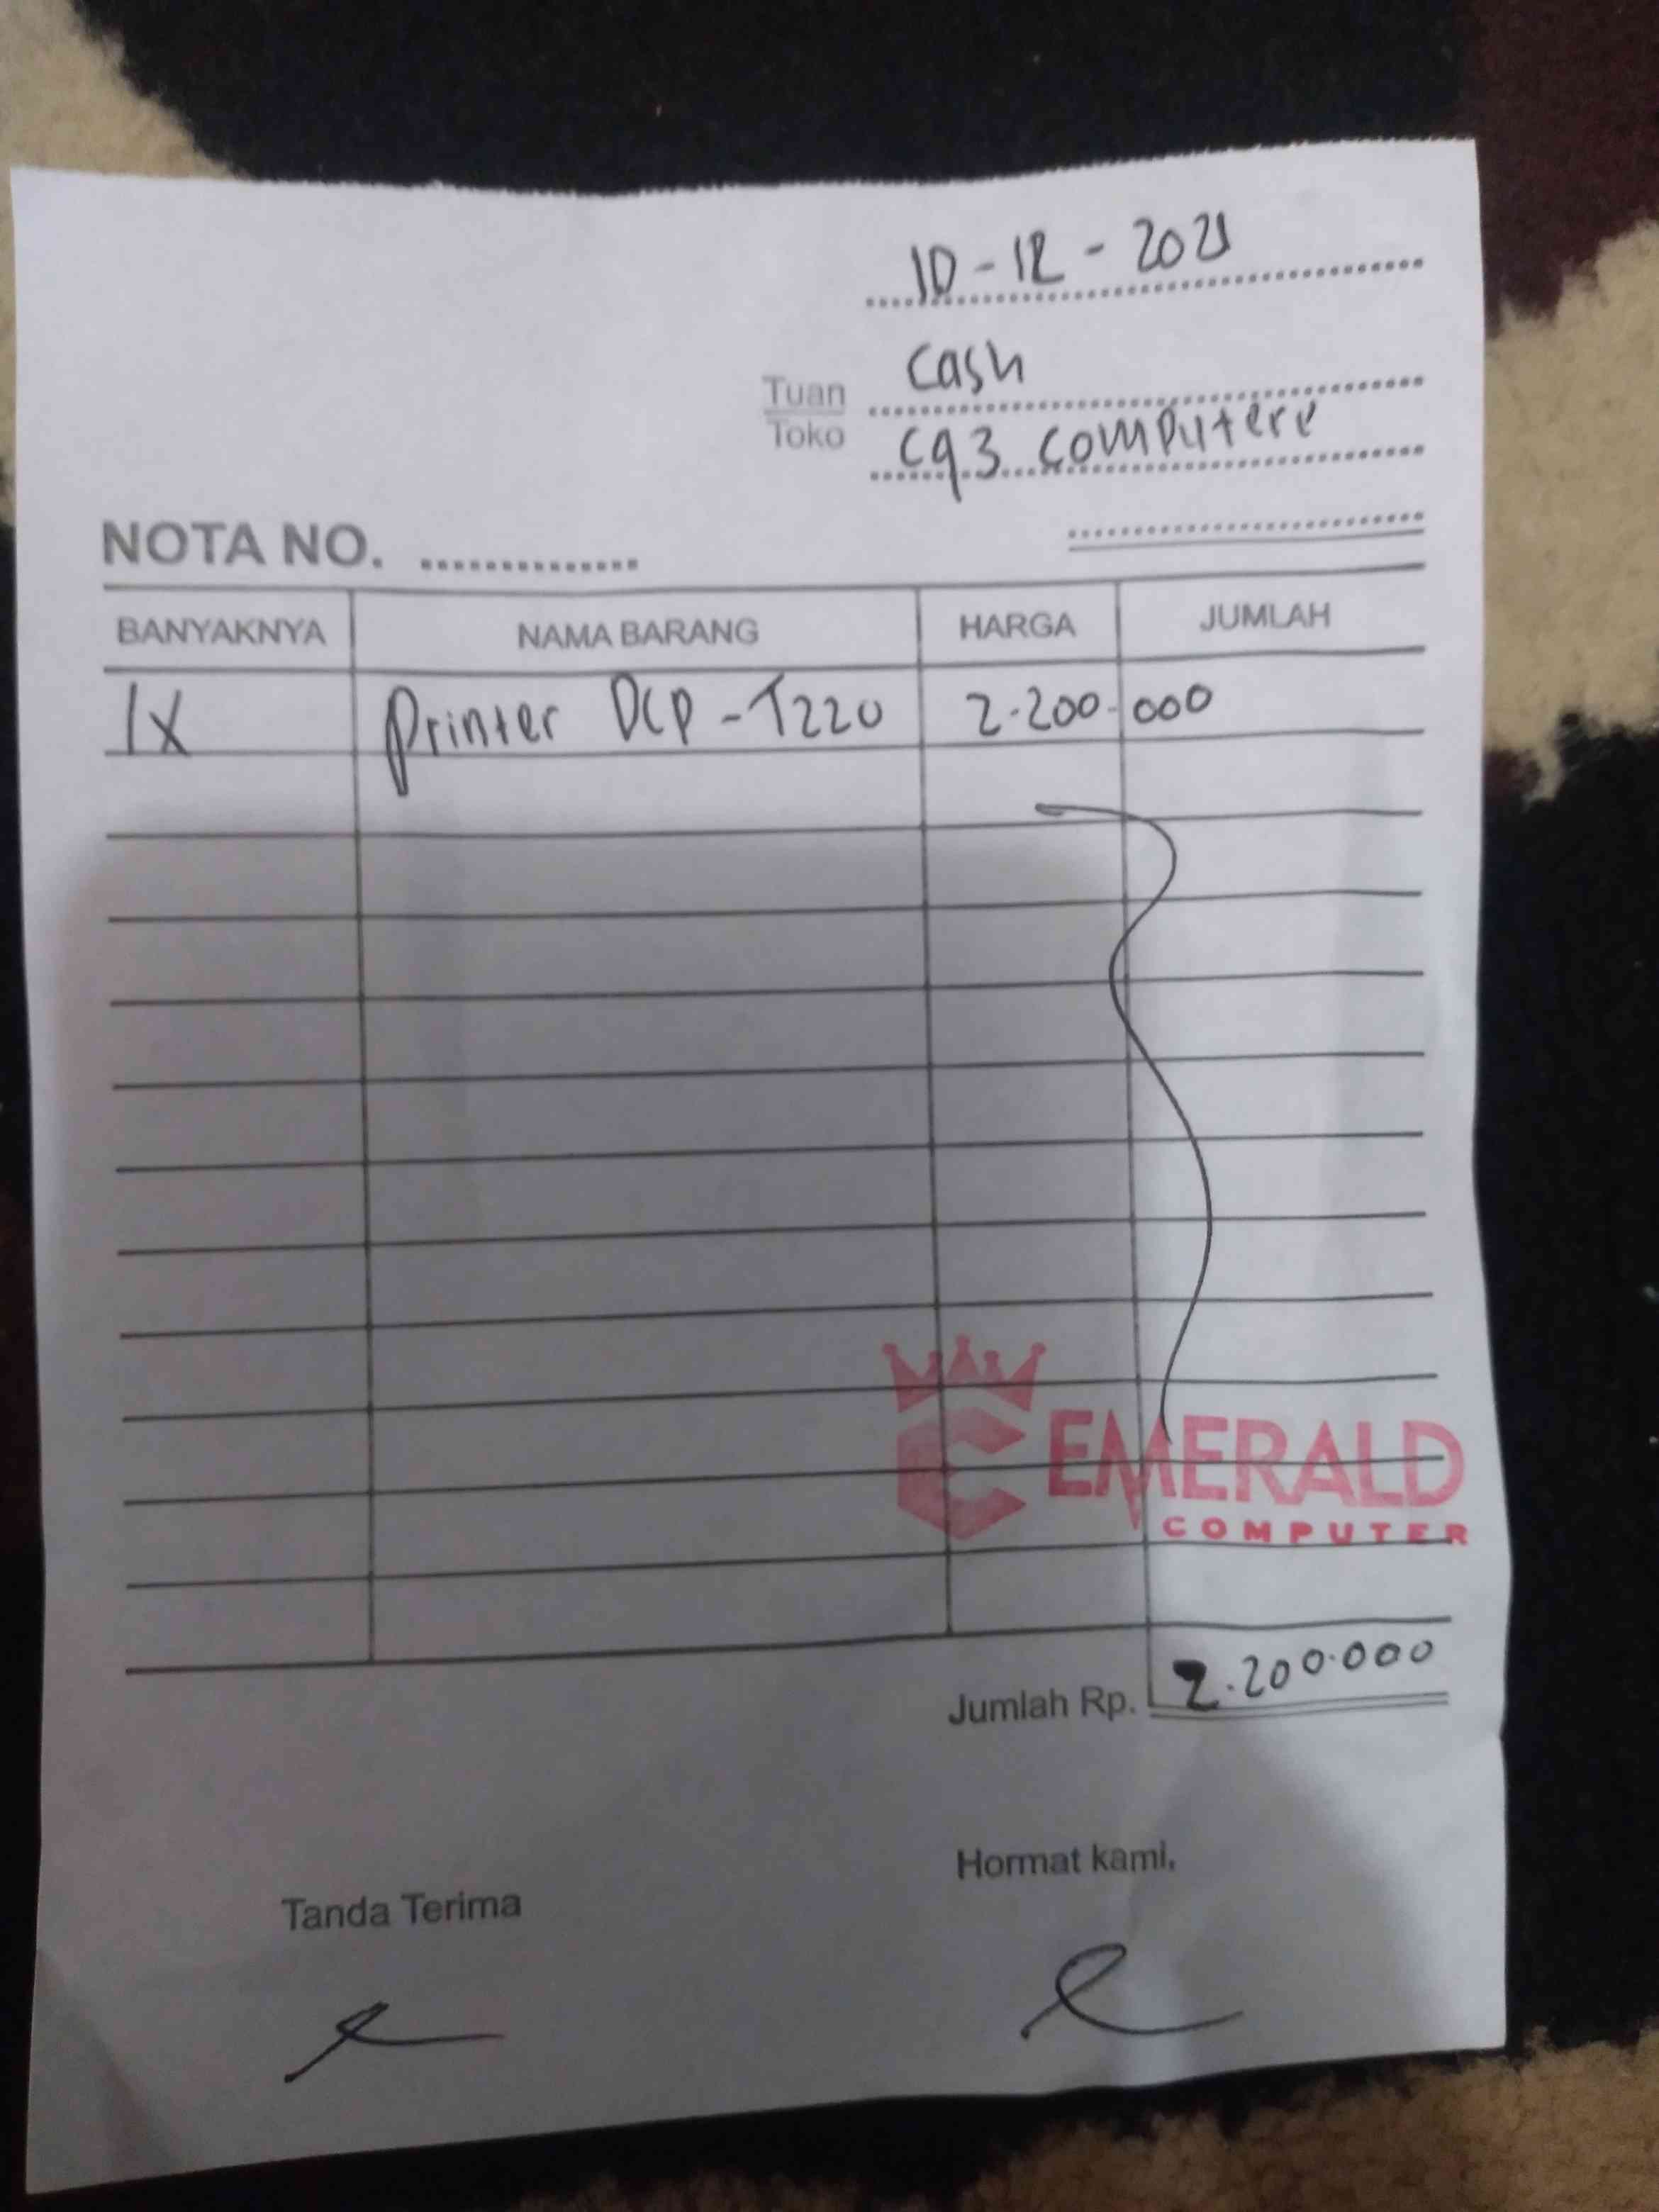 10-12-2021
Tuan cash
Toko cq3 computere
NOTA NO. ..............
BANYAKNYA NAMA BARANG HARGA JUMLAH
1X Printer DCP-T220 2.200.000
EMERALD
COMPUTER
Jumlah Rp. 2.200.000
Tanda Terima Hormat kami,